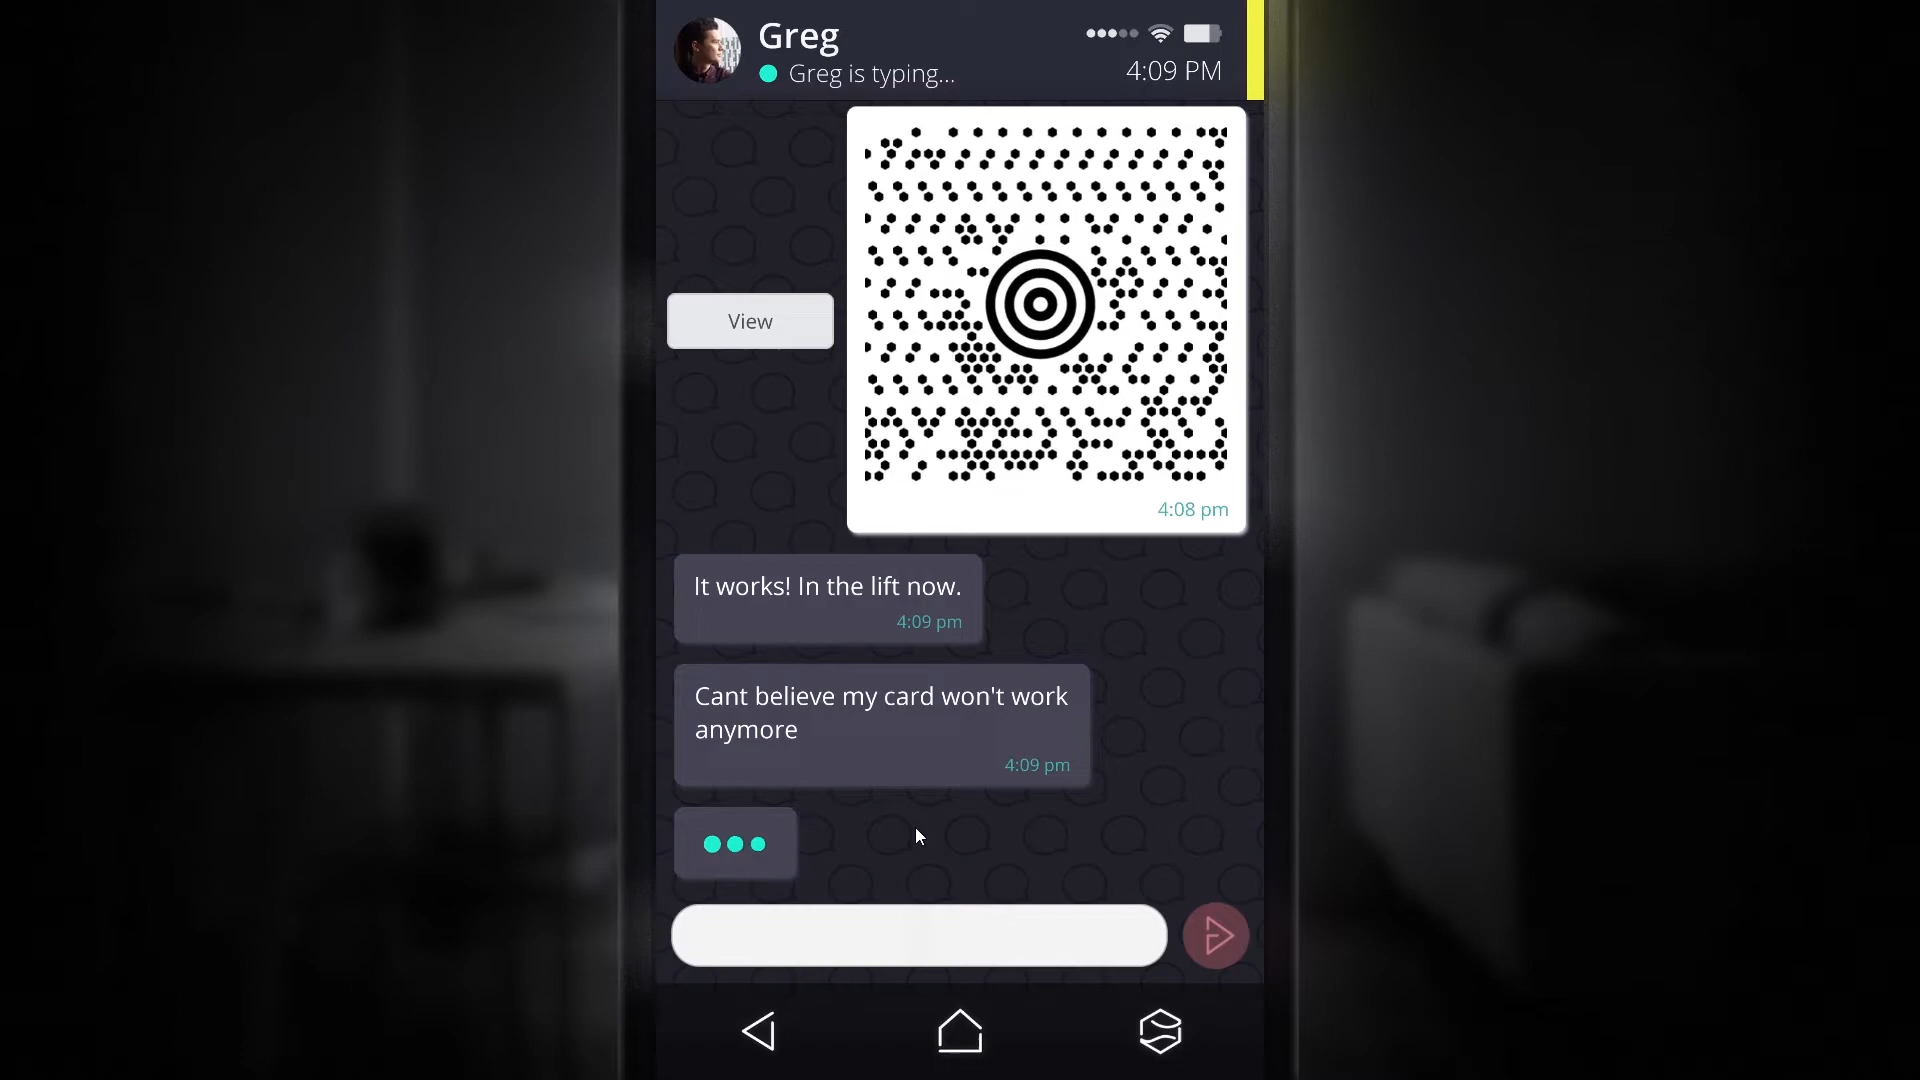 Greg
Greg is typing...
4:09 PM
View
4:08 pm
It works! In the lift now.
4:09 pm
Cant believe my card won't work
anymore
4:09 pm